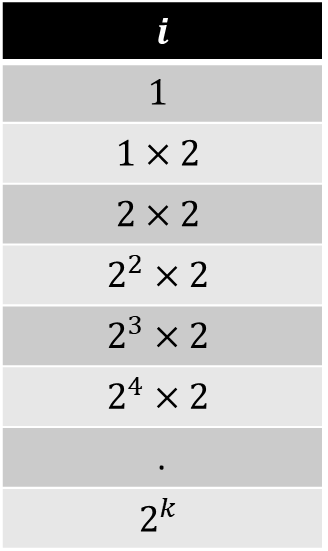 i
1
1 × 2
2 × 2
2² × 2
2³ × 2
2⁴ × 2
.
2ᵏ